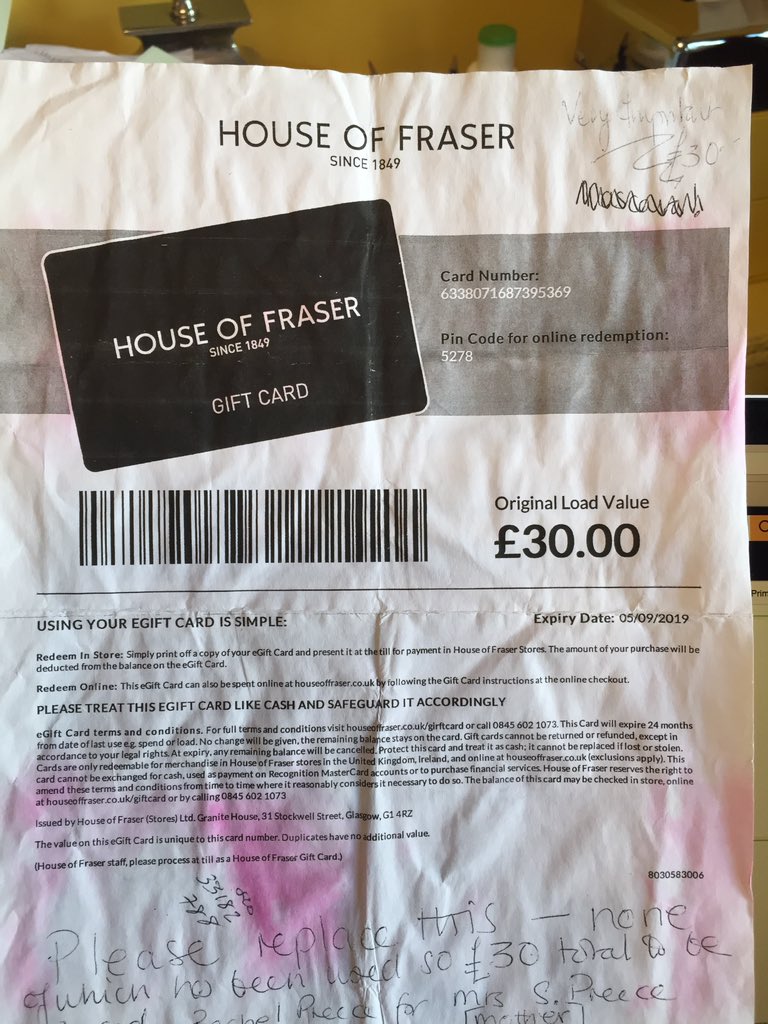 HOUSE OF FRASER
SINCE 1849
Very
£30
Card Number:
6338071687395369
Pin Code for online redemption:
5278
HOUSE OF FRASER
SINCE 1849
GIFT CARD
Original Load Value
£30.00
USING YOUR EGIFT CARD IS SIMPLE:
Expiry Date: 05/09/2019
Redeem In Store: Simply print off a copy of your eGift Card and present it at the till for payment in House of Fraser Stores. The amount of your purchase will be
deducted from the balance on the eGift Card.
Redeem Online: This eGift Card can also be spent online at houseoffraser.co.uk by following the Gift Card instructions at the online checkout.
PLEASE TREAT THIS EGIFT CARD LIKE CASH AND SAFEGUARD IT ACCORDINGLY
eGift Card terms and conditions. For full terms and conditions visit houseoffraser.co.uk/girftcard or call 0845 602 1073. This Card will expire 24 months
from date of last use e.g. spend or load. No change will be given, the remaining balance stays on the card. Gift cards cannot be returned or refunded, except in
accordance to your legal rights. At expiry, any remaining balance will be cancelled. Protect this card and treat it as cash; it cannot be replaced if lost or stolen.
Cards are only redeemable for merchandise in House of Fraser stores in the United Kingdom, Ireland, and online at houseoffraser.co.uk (exclusions apply). This
card cannot be exchanged for cash, used as payment on Recognition MasterCard accounts or to purchase financial services. House of Fraser reserves the right to
amend these terms and conditions from time to time where it reasonably considers it necessary to do so. The balance of this card may be checked in store, online
at houseoffraser.co.uk/giftcard or by calling 0845 602 1073
Issued by House of Fraser (Stores) Ltd. Granite House, 31 Stockwell Street, Glasgow, G1 4RZ
The value on this eGift Card is unique to this card number. Duplicates have no additional value.
(House of Fraser staff, please process at till as a House of Fraser Gift Card.)
8030583006
33182
788
Please replace this — none
of which has been used so £30 total to be
Rachel Preece for Mrs S. Preece
[mother]
Prim